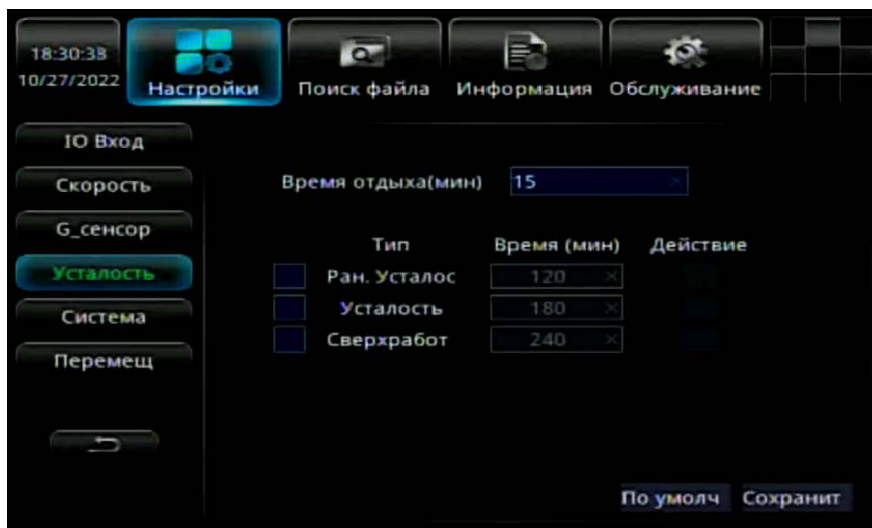 18:30:38
10/27/2022
Настройки
Поиск файла
Информация
Обслуживание
IO Вход
Скорость
G_сенсор
Усталость
Система
Перемещ
Время отдыха(мин) 15
Тип Время (мин) Действие
Ран. Усталос 120
Усталость 180
Сверхработ 240
По умолч Сохранит